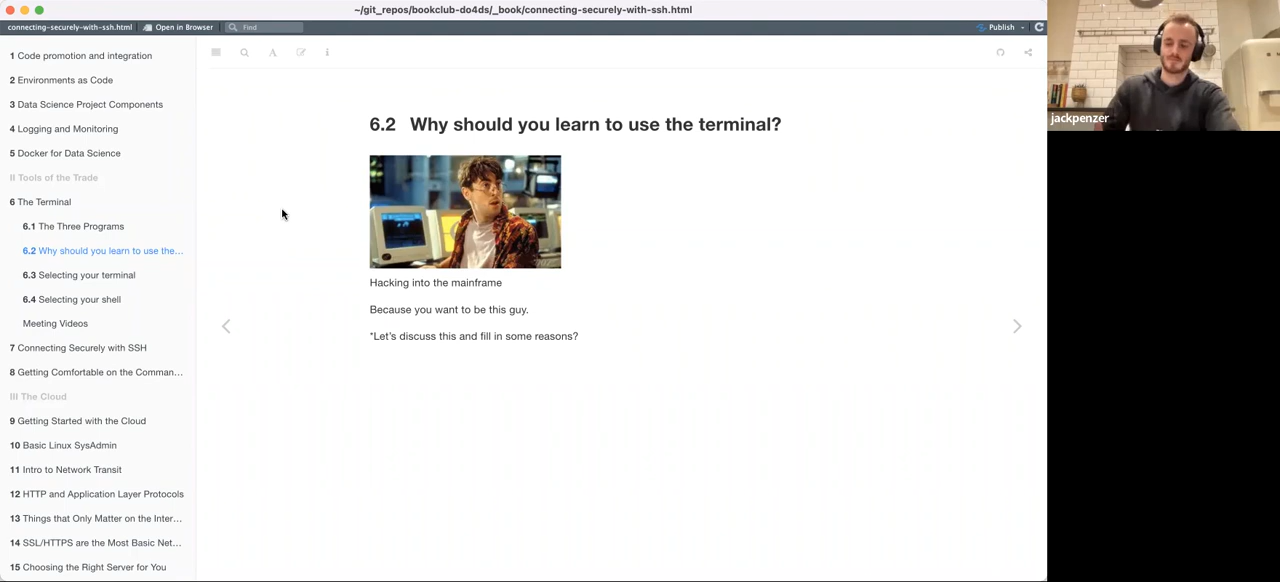 ~/git_repos/bookclub-do4ds/_book/connecting-securely-with-ssh.html
connecting-securely-with-ssh.html
Open in Browser
Find
Publish
1 Code promotion and integration
2 Environments as Code
3 Data Science Project Components
4 Logging and Monitoring
5 Docker for Data Science
II Tools of the Trade
6 The Terminal
6.1 The Three Programs
6.2 Why should you learn to use the...
6.3 Selecting your terminal
6.4 Selecting your shell
Meeting Videos
7 Connecting Securely with SSH
8 Getting Comfortable on the Comman...
III The Cloud
9 Getting Started with the Cloud
10 Basic Linux SysAdmin
11 Intro to Network Transit
12 HTTP and Application Layer Protocols
13 Things that Only Matter on the Inter...
14 SSL/HTTPS are the Most Basic Net...
15 Choosing the Right Server for You
A
i
6.2 Why should you learn to use the terminal?
Hacking into the mainframe
Because you want to be this guy.
*Let's discuss this and fill in some reasons?
jackpenzer